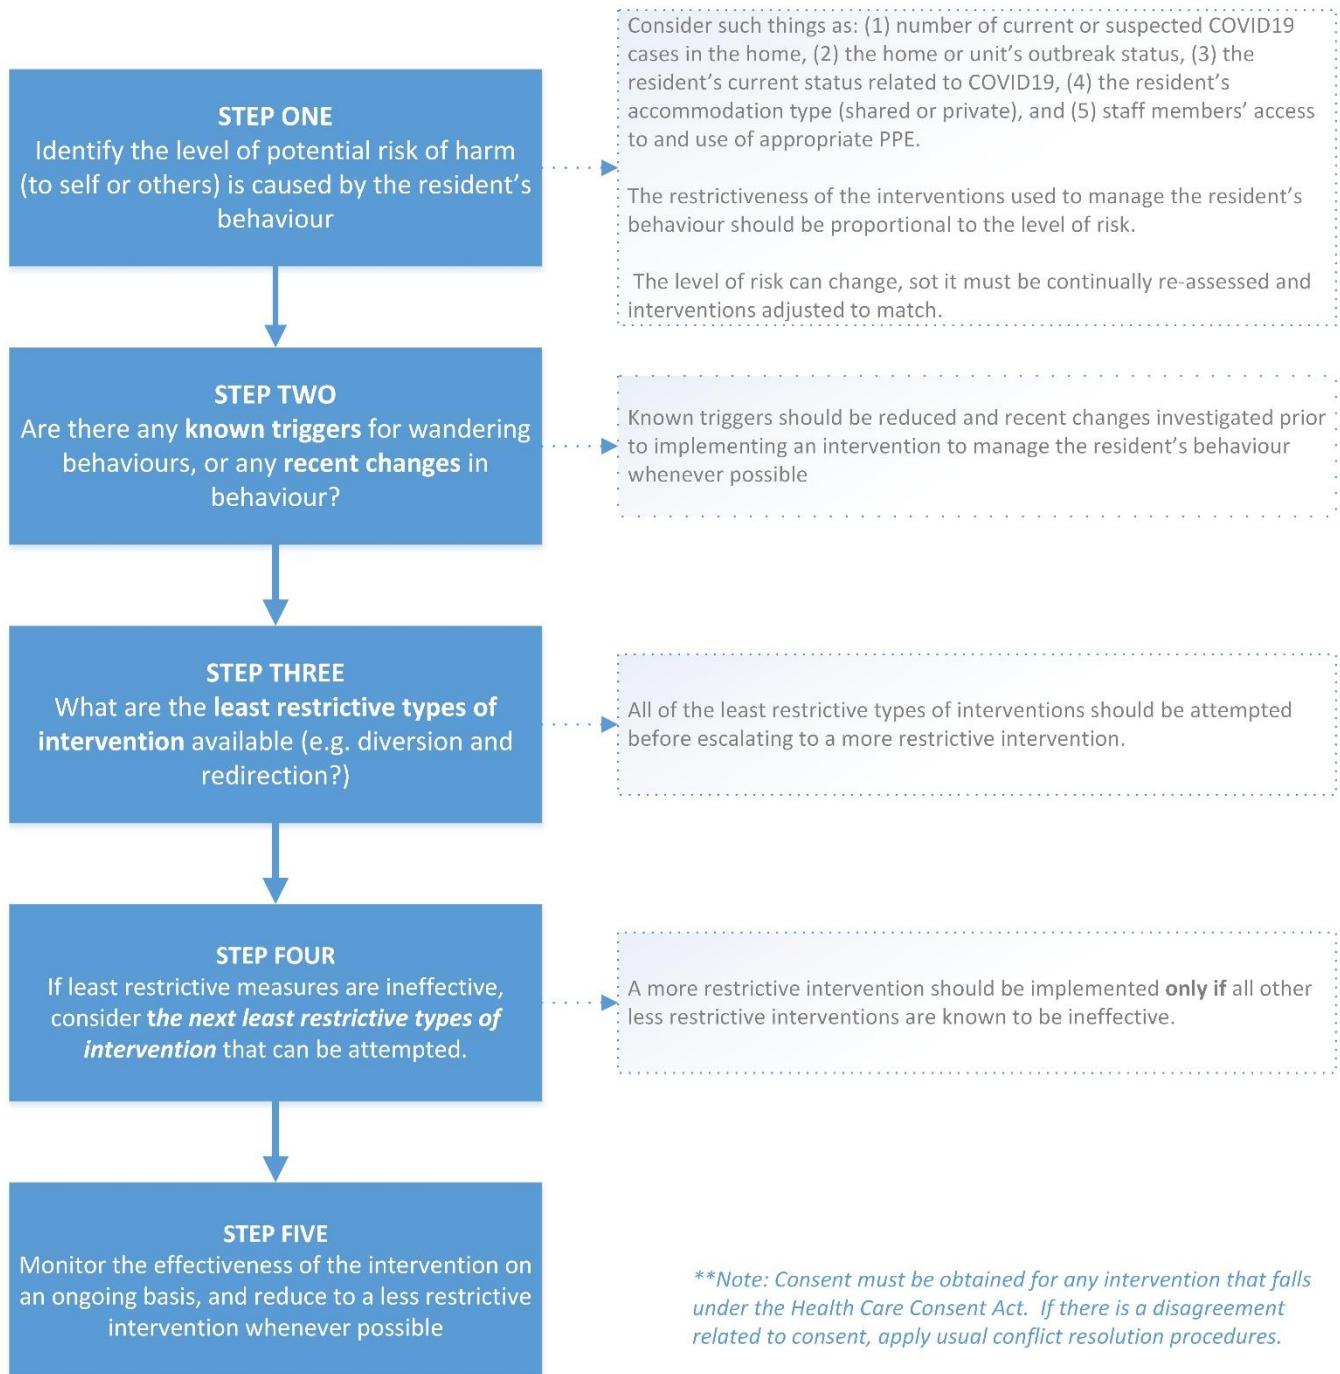 STEP ONE
Identify the level of potential risk of harm
(to self or others) is caused by the resident's
behaviour
Consider such things as: (1) number of current or suspected COVID19
cases in the home, (2) the home or unit's outbreak status, (3) the
resident's current status related to COVID19, (4) the resident's
accommodation type (shared or private), and (5) staff members' access
to and use of appropriate PPE.
The restrictiveness of the interventions used to manage the resident's
behaviour should be proportional to the level of risk.
The level of risk can change, sot it must be continually re-assessed and
interventions adjusted to match.
STEP TWO
Are there any known triggers for wandering
behaviours, or any recent changes in
behaviour?
Known triggers should be reduced and recent changes investigated prior
to implementing an intervention to manage the resident's behaviour
whenever possible
STEP THREE
What are the least restrictive types of
intervention available (e.g. diversion and
redirection?)
All of the least restrictive types of interventions should be attempted
before escalating to a more restrictive intervention.
STEP FOUR
If least restrictive measures are ineffective,
consider the next least restrictive types of
intervention that can be attempted.
A more restrictive intervention should be implemented only if all other
less restrictive interventions are known to be ineffective.
STEP FIVE
Monitor the effectiveness of the intervention on
an ongoing basis, and reduce to a less restrictive
intervention whenever possible
**Note: Consent must be obtained for any intervention that falls
under the Health Care Consent Act. If there is a disagreement
related to consent, apply usual conflict resolution procedures.